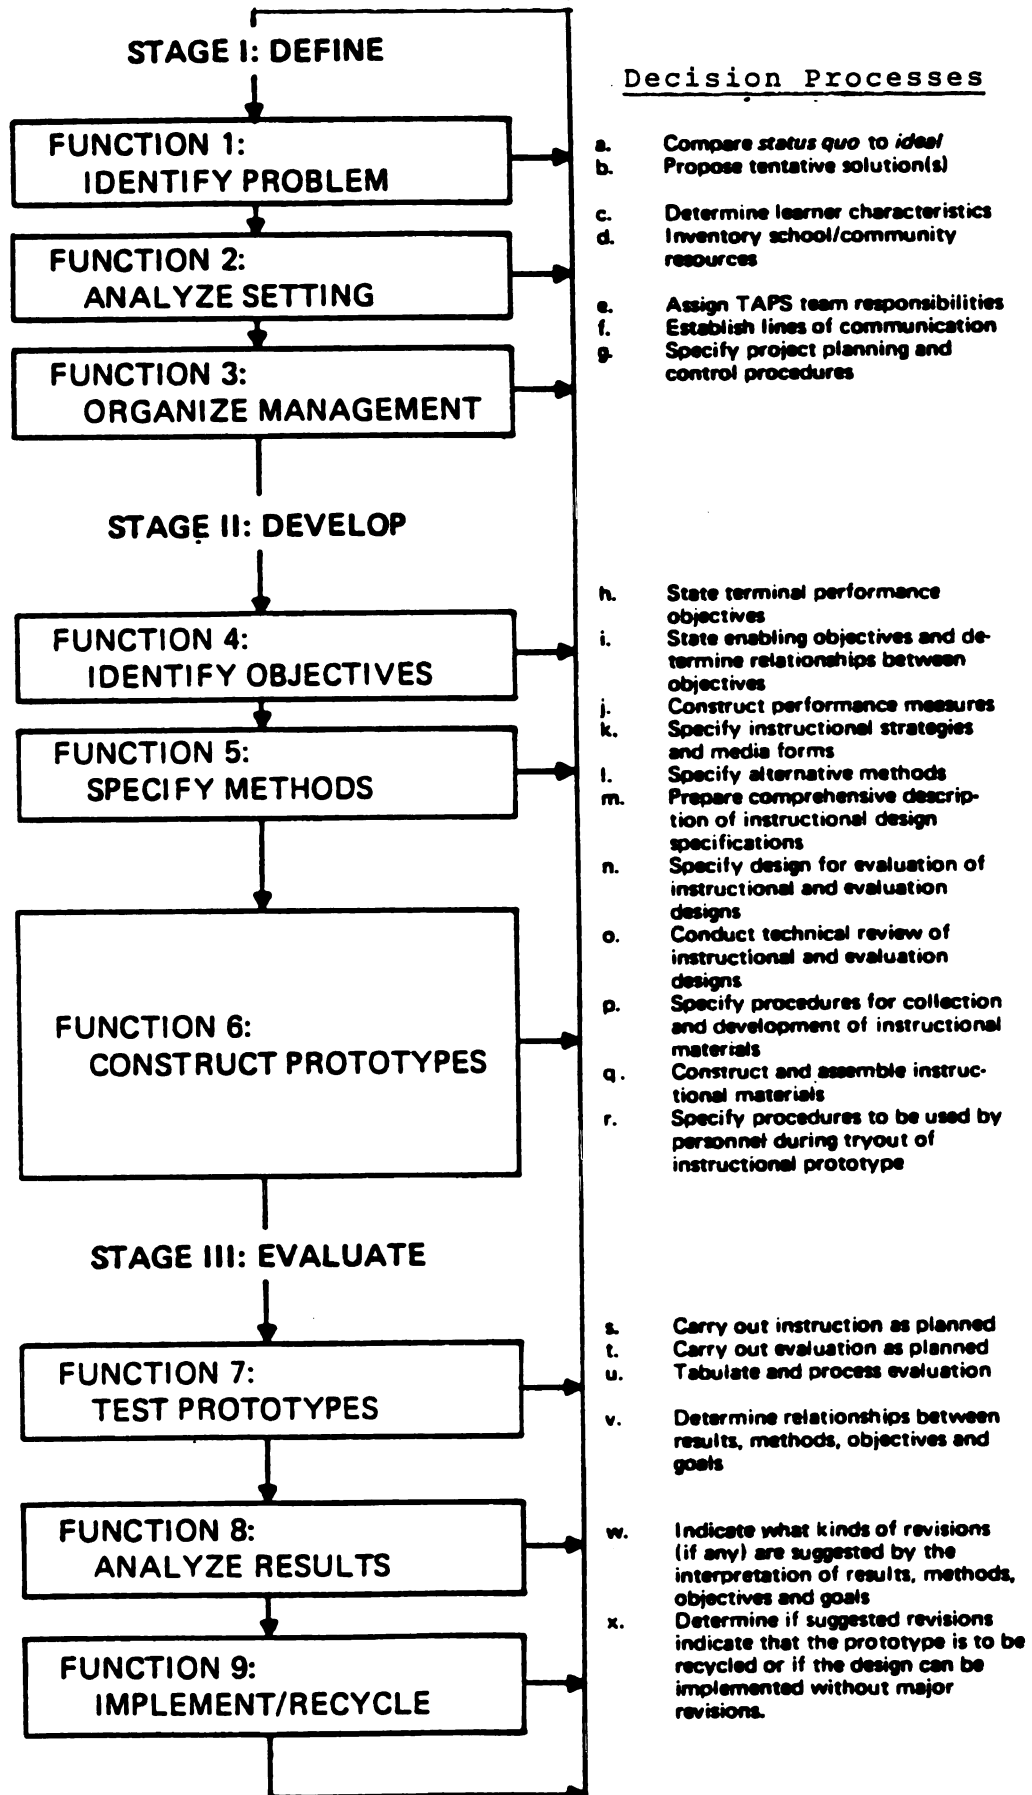 STAGE I: DEFINE
FUNCTION 1:
IDENTIFY PROBLEM
FUNCTION 2:
ANALYZE SETTING
FUNCTION 3:
ORGANIZE MANAGEMENT
STAGE II: DEVELOP
FUNCTION 4:
IDENTIFY OBJECTIVES
FUNCTION 5:
SPECIFY METHODS
FUNCTION 6:
CONSTRUCT PROTOTYPES
STAGE III: EVALUATE
FUNCTION 7:
TEST PROTOTYPES
FUNCTION 8:
ANALYZE RESULTS
FUNCTION 9:
IMPLEMENT/RECYCLE
Decision Processes
a. Compare status quo to ideal
b. Propose tentative solution(s)
c. Determine learner characteristics
d. Inventory school/community
resources
e. Assign TAPS team responsibilities
f. Establish lines of communication
g. Specify project planning and
control procedures
h. State terminal performance
objectives
i. State enabling objectives and de-
termine relationships between
objectives
j. Construct performance measures
k. Specify instructional strategies
and media forms
l. Specify alternative methods
m. Prepare comprehensive descrip-
tion of instructional design
specifications
n. Specify design for evaluation of
instructional and evaluation
designs
o. Conduct technical review of
instructional and evaluation
designs
p. Specify procedures for collection
and development of instructional
materials
q. Construct and assemble instruc-
tional materials
r. Specify procedures to be used by
personnel during tryout of
instructional prototype
s. Carry out instruction as planned
t. Carry out evaluation as planned
u. Tabulate and process evaluation
v. Determine relationships between
results, methods, objectives and
goals
w. Indicate what kinds of revisions
(if any) are suggested by the
interpretation of results, methods,
objectives and goals
x. Determine if suggested revisions
indicate that the prototype is to be
recycled or if the design can be
implemented without major
revisions.